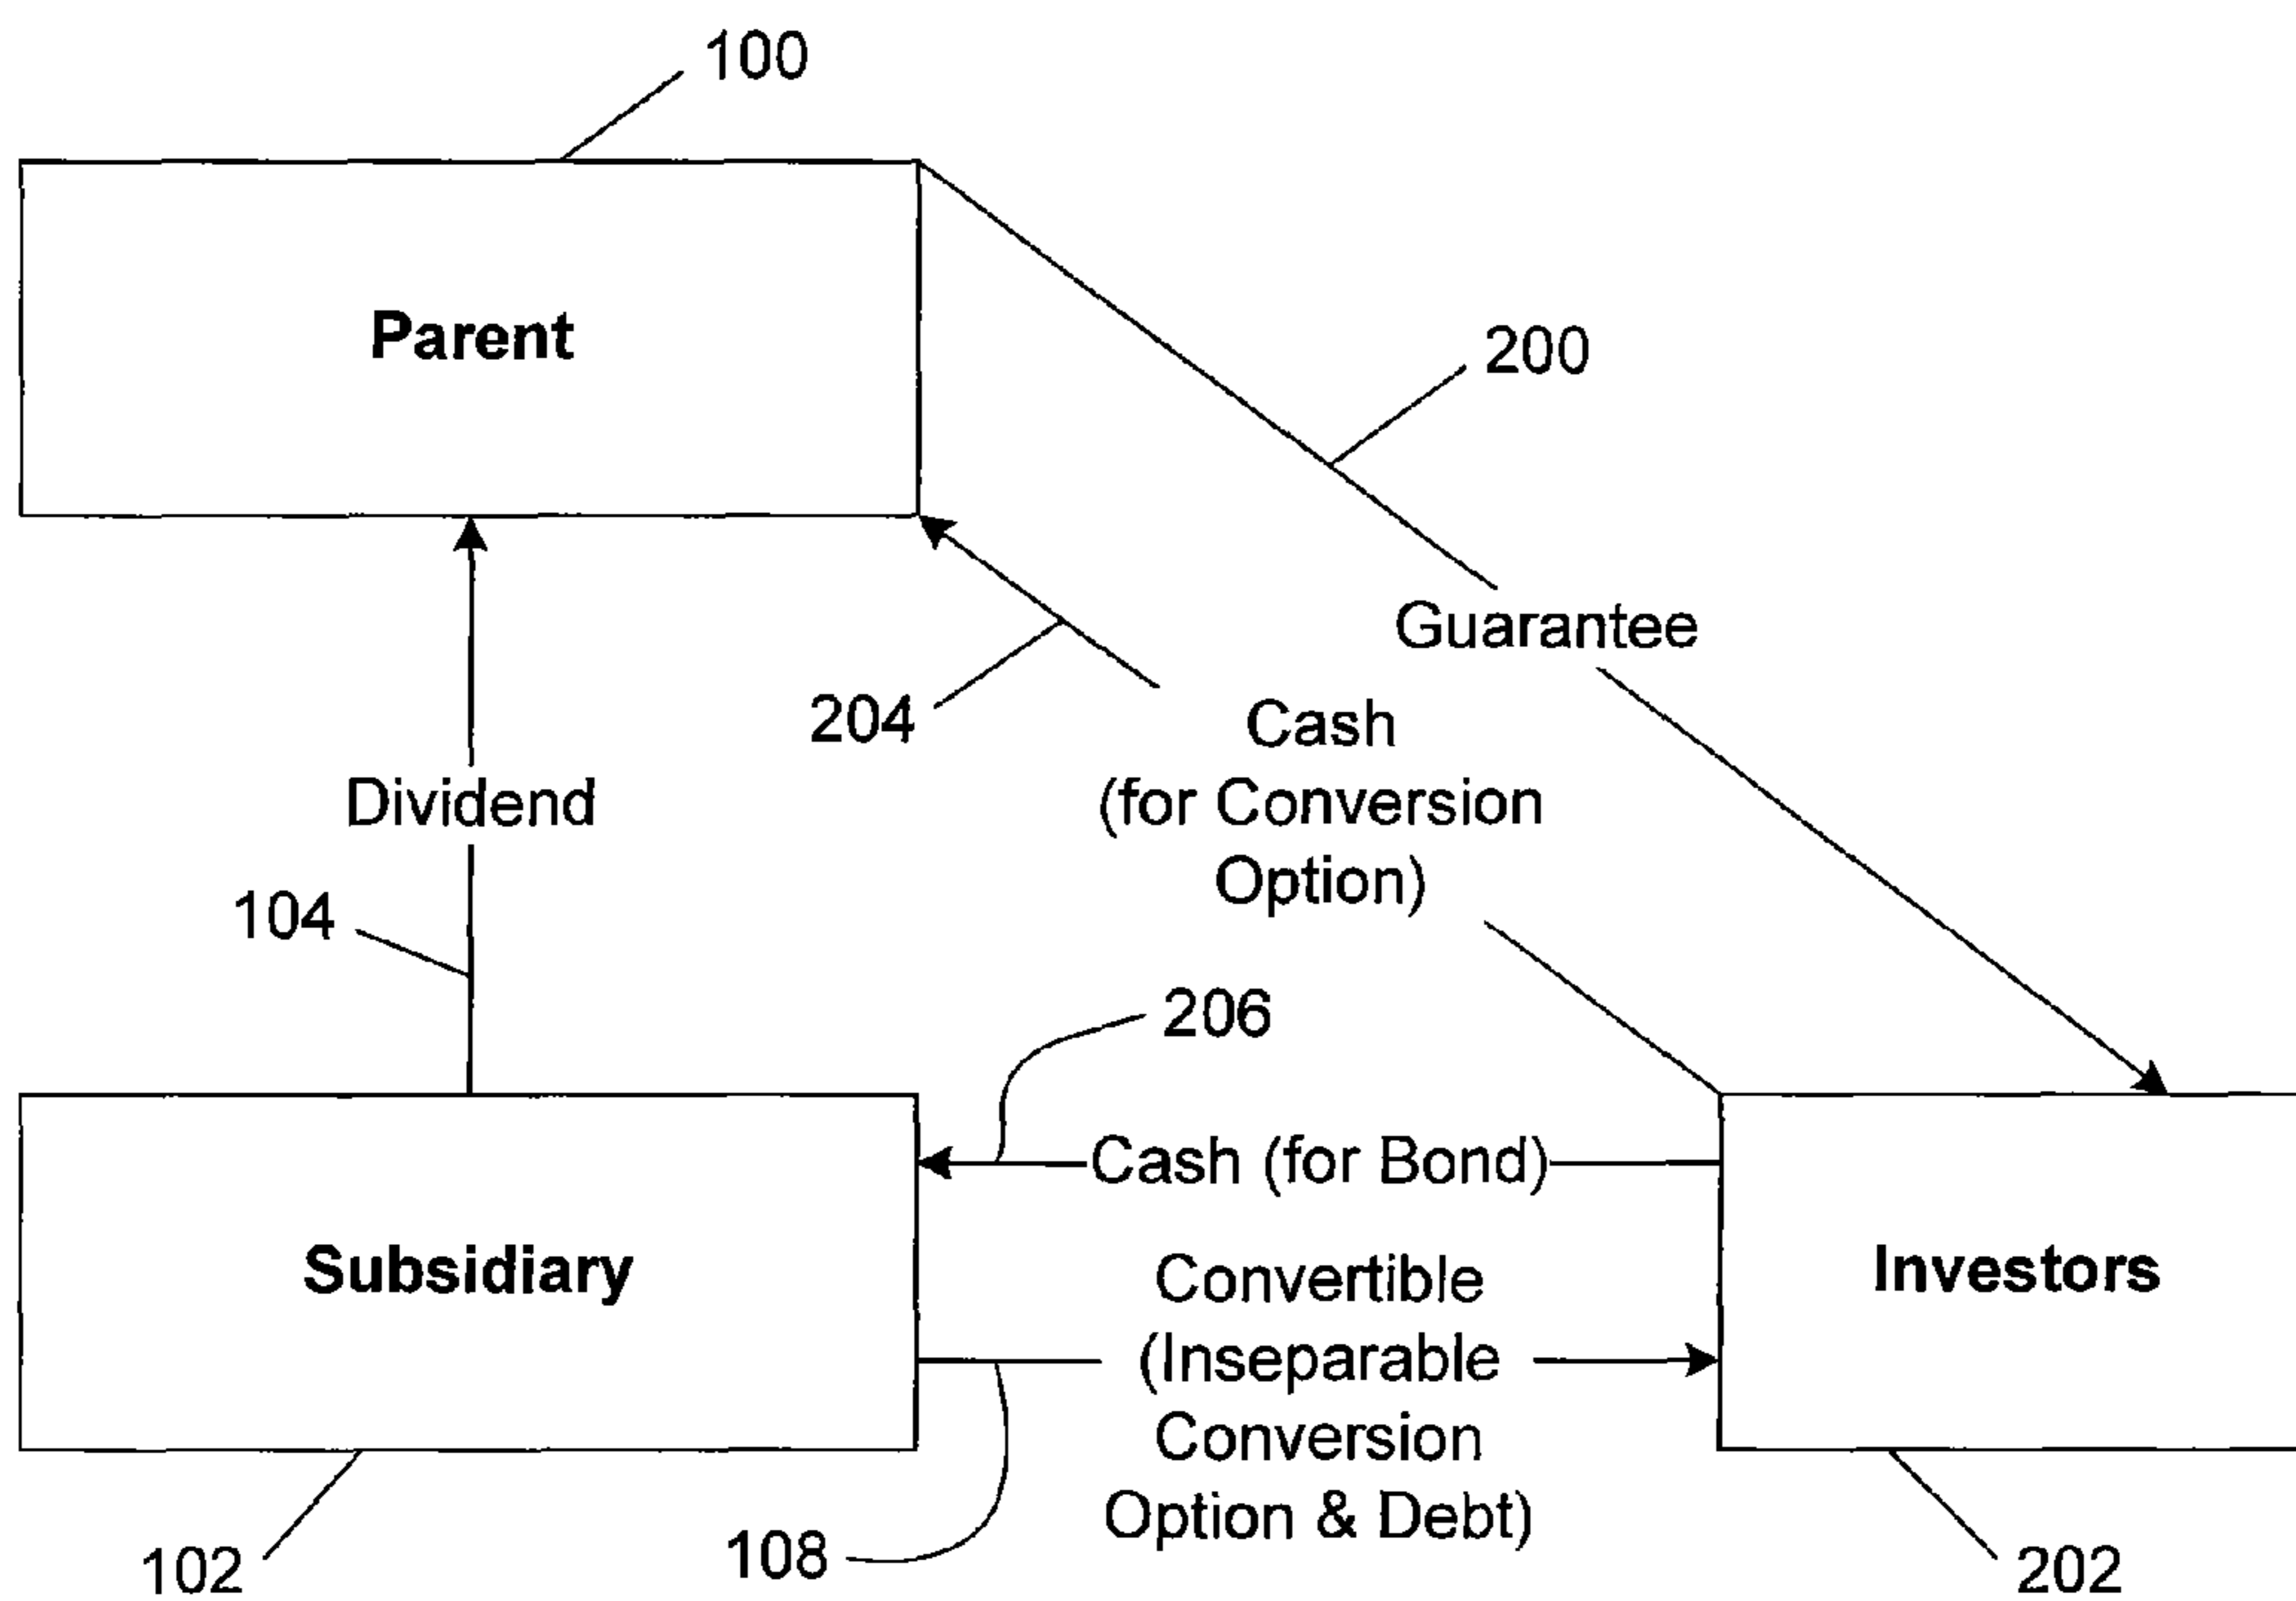 100
Parent
200
Guarantee
204
Cash
(for Conversion
Option)
Dividend
104
206
Cash (for Bond)
Subsidiary
Investors
Convertible
(Inseparable
Conversion
Option & Debt)
102
108
202